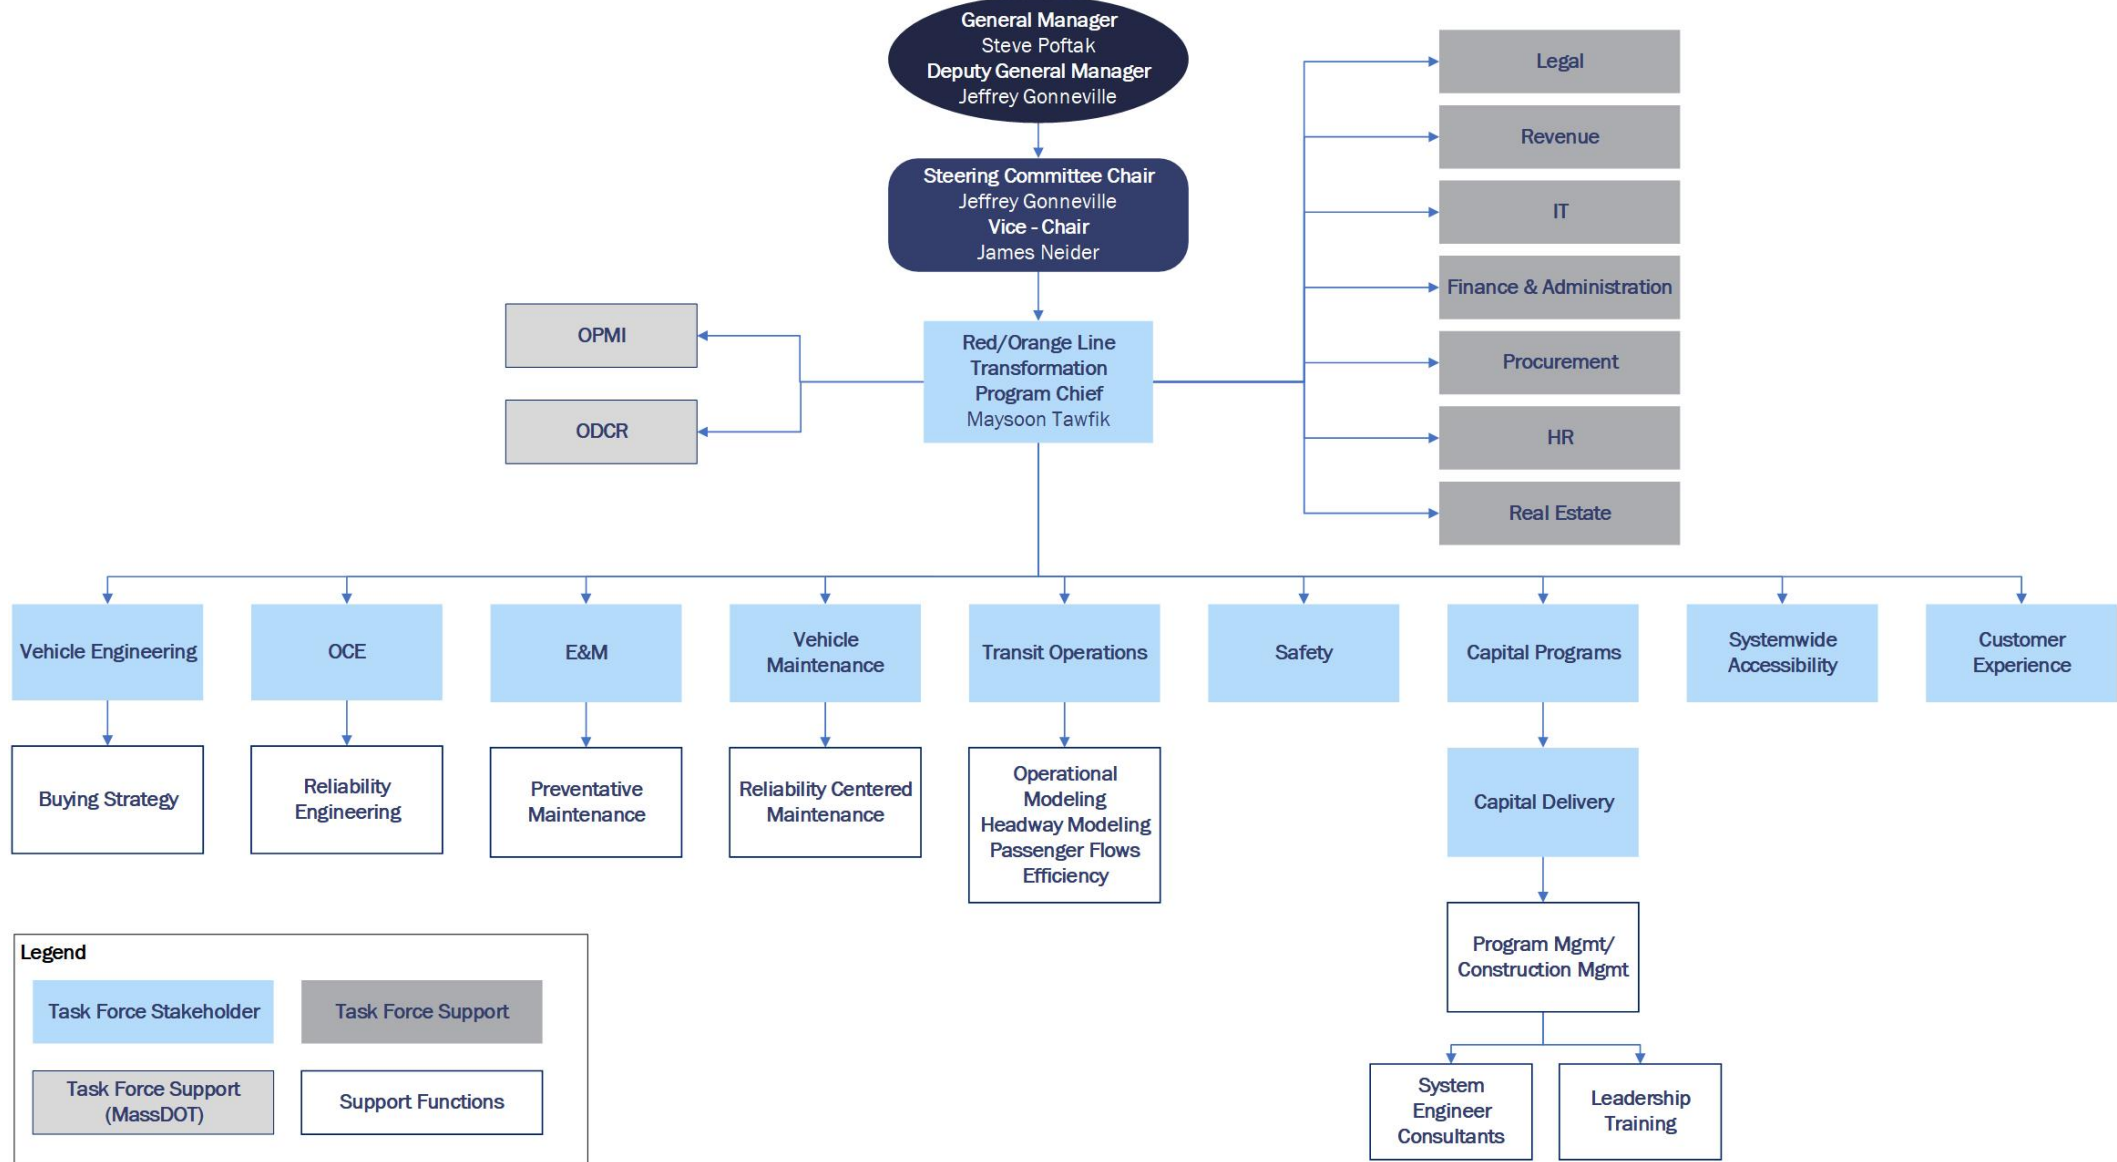 General Manager
Steve Poftak
Deputy General Manager
Jeffrey Gonneville
Steering Committee Chair
Jeffrey Gonneville
Vice - Chair
James Neider
Red/Orange Line
Transformation
Program Chief
Maysoon Tawfik
OPMI
ODCR
Legal
Revenue
IT
Finance & Administration
Procurement
HR
Real Estate
Vehicle Engineering
OCE
E&M
Vehicle
Maintenance
Transit Operations
Safety
Capital Programs
Systemwide
Accessibility
Customer
Experience
Buying Strategy
Reliability
Engineering
Preventative
Maintenance
Reliability Centered
Maintenance
Operational
Modeling
Headway Modeling
Passenger Flows
Efficiency
Capital Delivery
Program Mgmt/
Construction Mgmt
System
Engineer
Consultants
Leadership
Training
Legend
Task Force Stakeholder
Task Force Support
Task Force Support
(MassDOT)
Support Functions